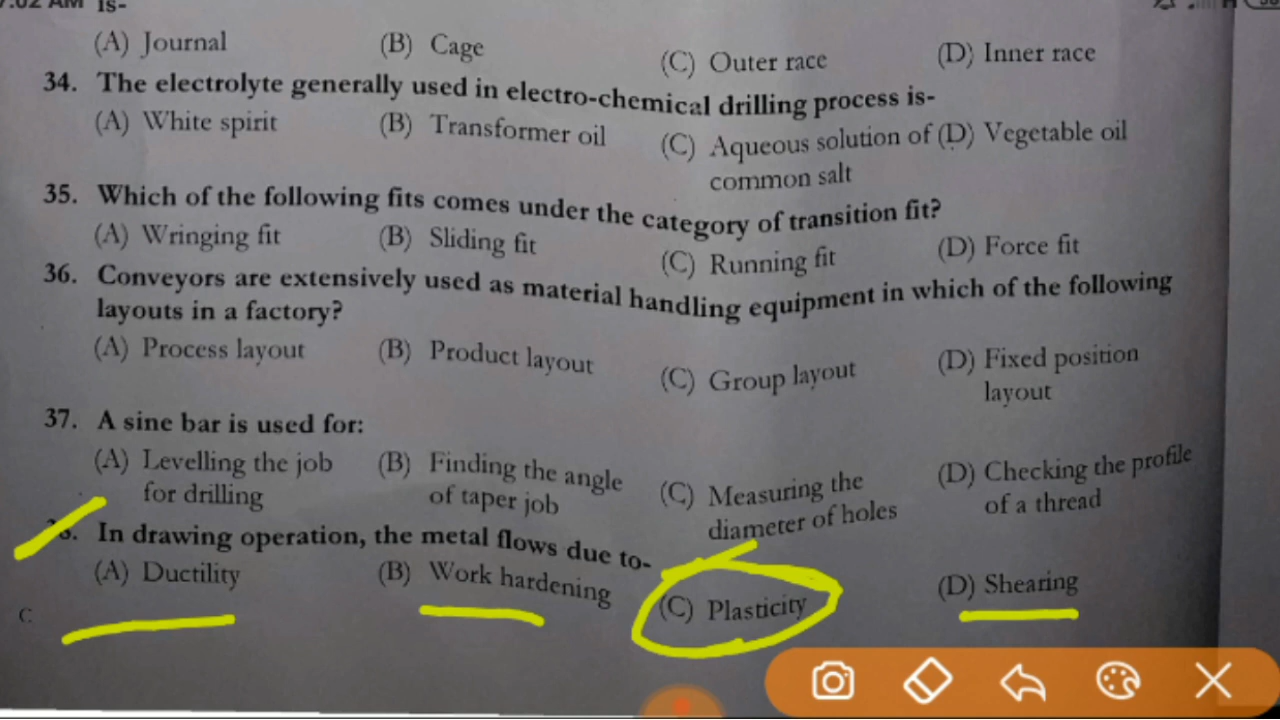 7:02 AM is-
(A) Journal (B) Cage (C) Outer race (D) Inner race
34. The electrolyte generally used in electro-chemical drilling process is-
(A) White spirit (B) Transformer oil (C) Aqueous solution of (D) Vegetable oil
common salt
35. Which of the following fits comes under the category of transition fit?
(A) Wringing fit (B) Sliding fit (C) Running fit (D) Force fit
36. Conveyors are extensively used as material handling equipment in which of the following
layouts in a factory?
(A) Process layout (B) Product layout (C) Group layout (D) Fixed position
layout
37. A sine bar is used for:
(A) Levelling the job (B) Finding the angle (C) Measuring the (D) Checking the profile
for drilling of taper job diameter of holes of a thread
In drawing operation, the metal flows due to-
(A) Ductility (B) Work hardening (C) Plasticity (D) Shearing
C